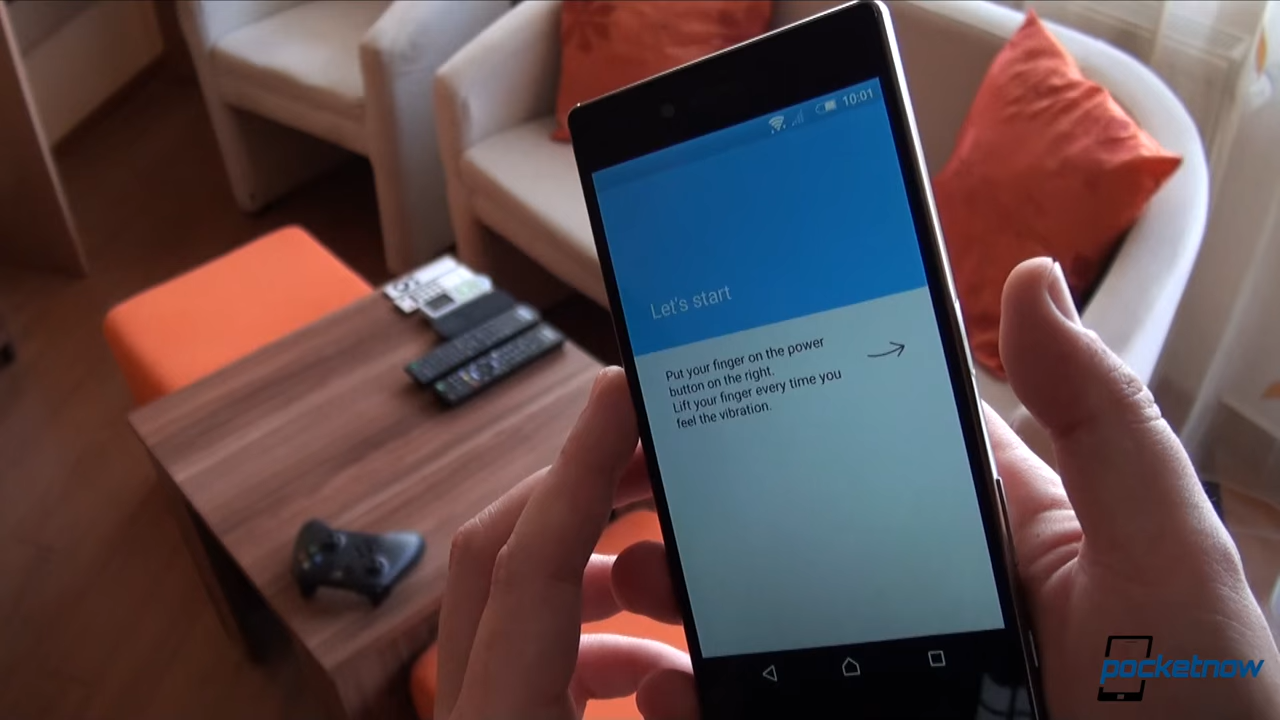 10:01
Let's start
Put your finger on the power
button on the right.
Lift your finger every time you
feel the vibration.
pocketnow